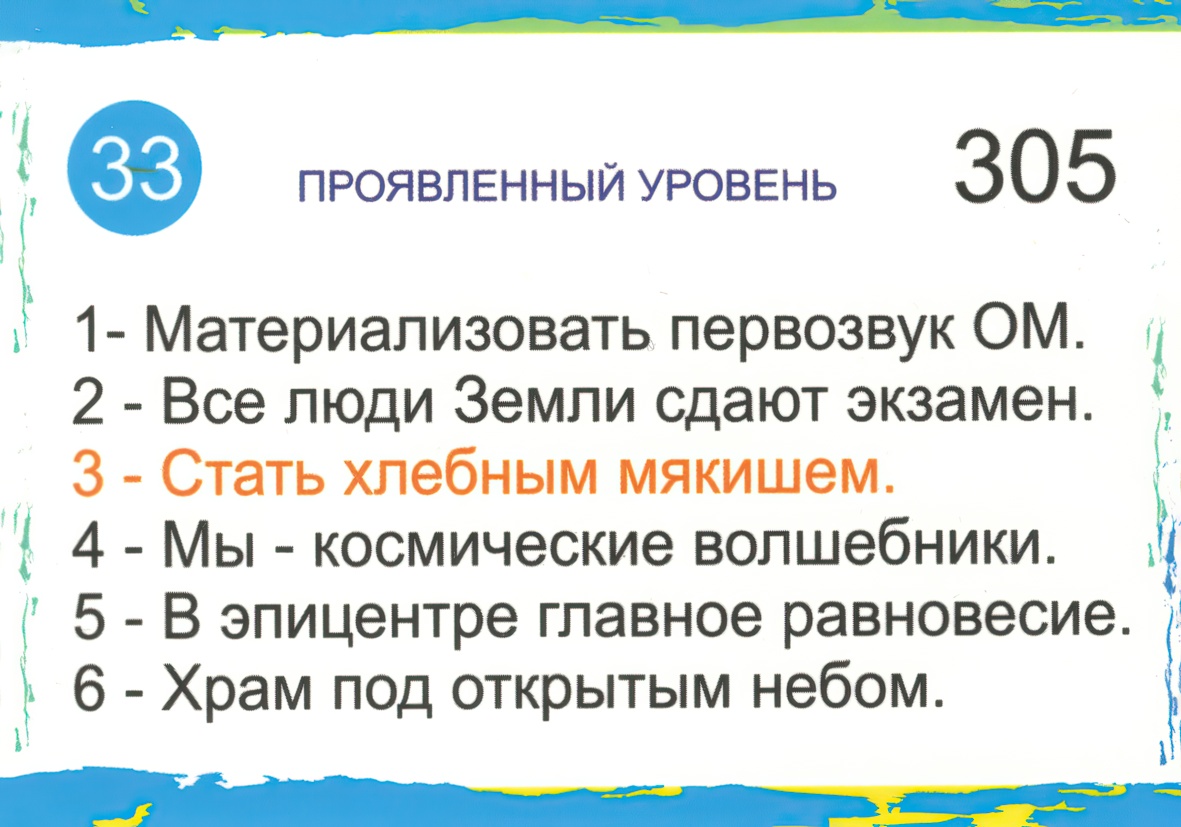 33 ПРОЯВЛЕННЫЙ УРОВЕНЬ 305
1- Материализовать первозвук ОМ.
2 - Все люди Земли сдают экзамен.
3 - Стать хлебным мякишем.
4 - Мы - космические волшебники.
5 - В эпицентре главное равновесие.
6 - Храм под открытым небом.